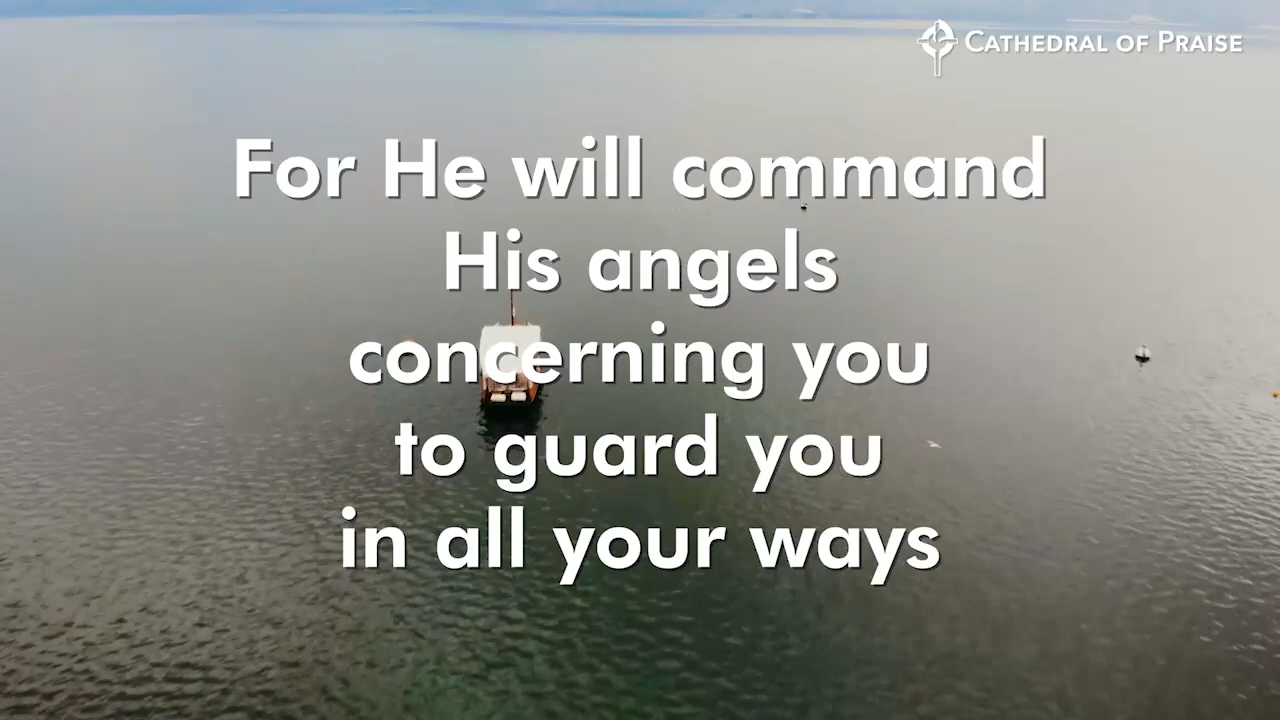 CATHEDRAL OF PRAISE
For He will command
His angels
concerning you
to guard you
in all your ways